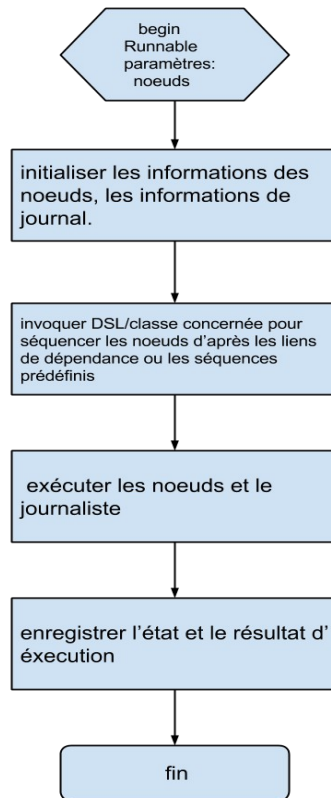 begin
Runnable
paramètres:
noeuds
initialiser les informations des
noeuds, les informations de
journal.
invoquer DSL/classe concernée pour
séquencer les noeuds d'après les liens
de dépendance ou les séquences
prédéfinis
exécuter les noeuds et le
journaliste
enregistrer l'état et le résultat d'
éxecution
fin